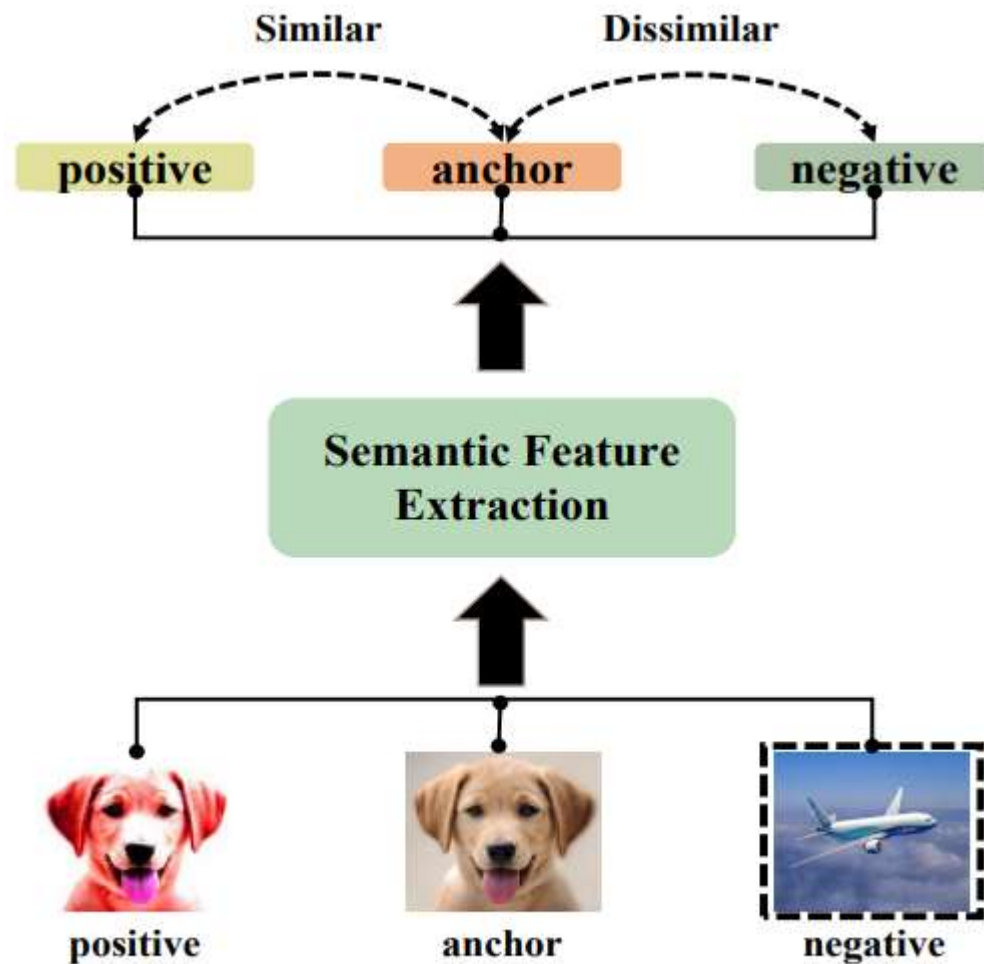 Similar Dissimilar
positive anchor negative
Semantic Feature
Extraction
positive anchor negative